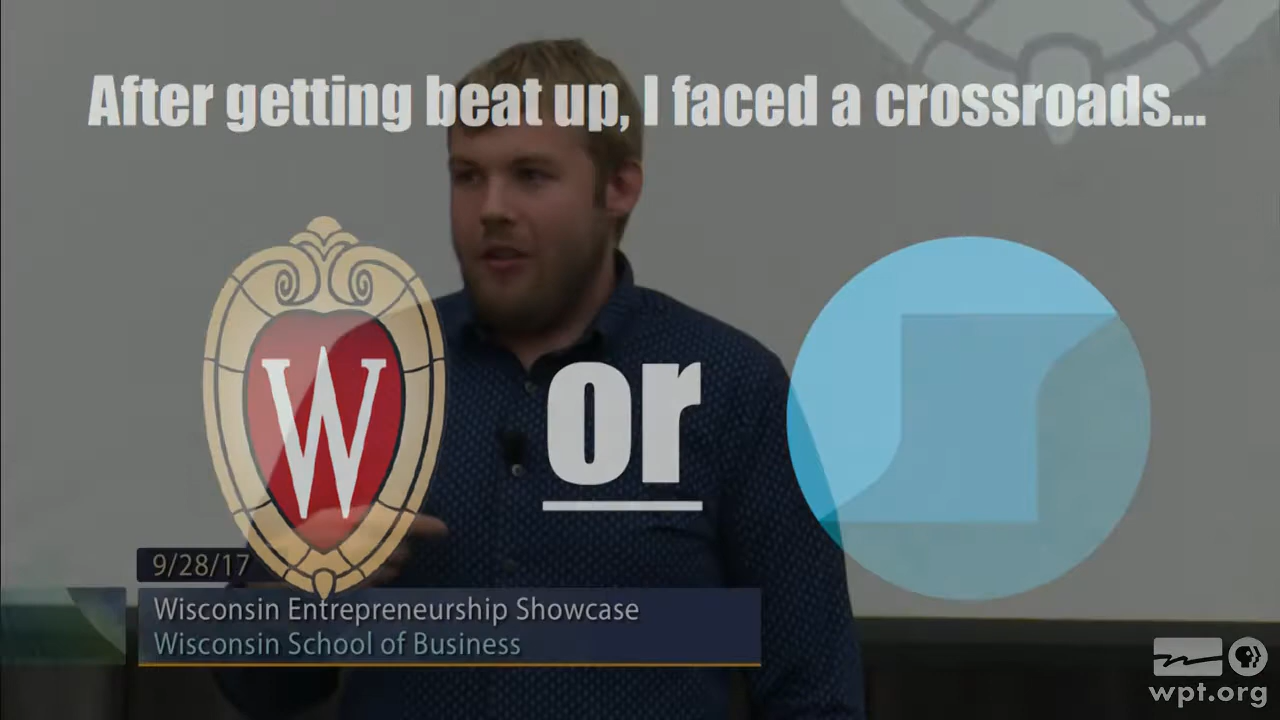 After getting beat up, I faced a crossroads...
W
or
9/28/17
Wisconsin Entrepreneurship Showcase
Wisconsin School of Business
wpt.org